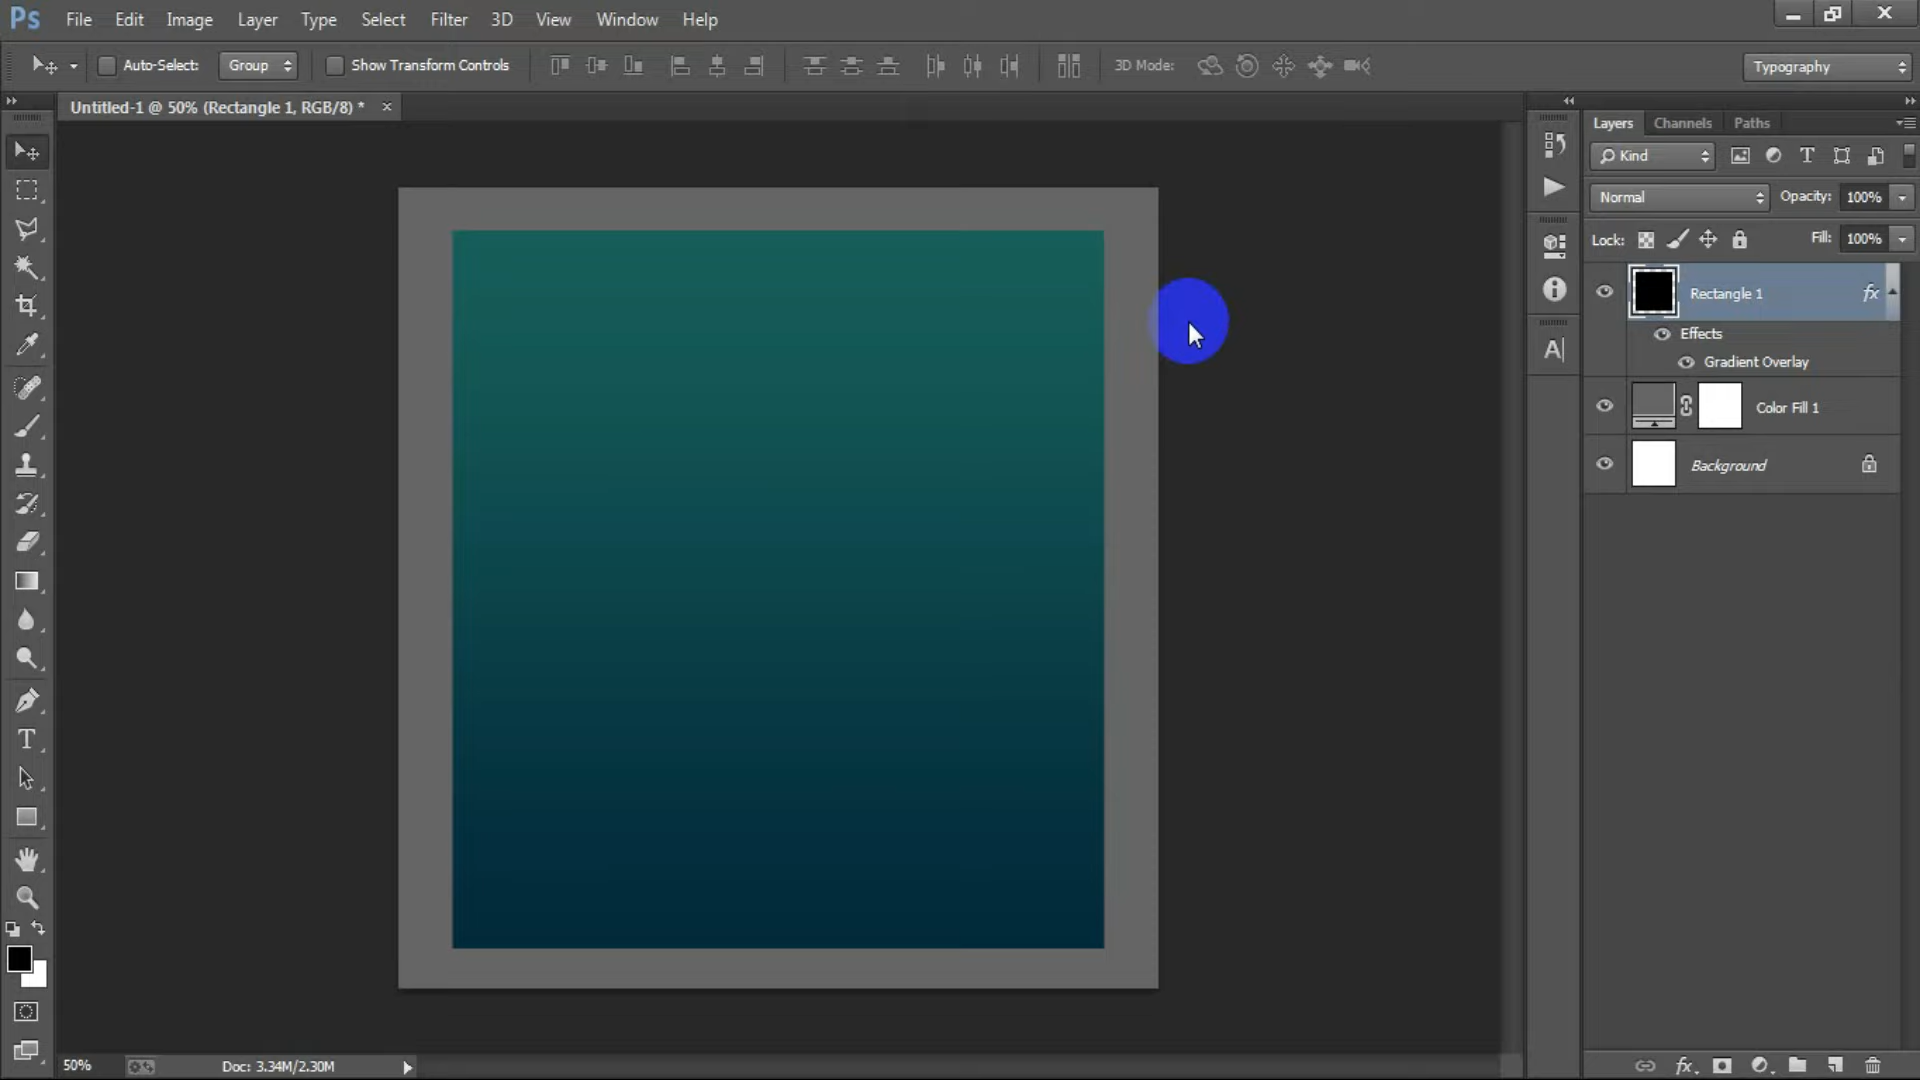 Ps File Edit Image Layer Type Select Filter 3D View Window Help
Auto-Select: Group Show Transform Controls 3D Mode: Typography
Untitled-1 @ 50% (Rectangle 1, RGB/8) * ×
Layers Channels Paths
Kind
Normal Opacity: 100%
Lock: Fill: 100%
Rectangle 1 fx
Effects
Gradient Overlay
Color Fill 1
Background
50% Doc: 3.34M/2.30M
fx